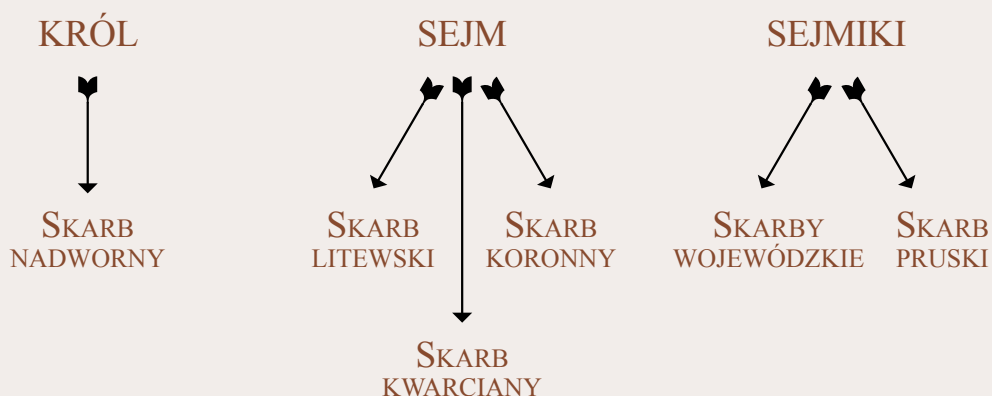 KRÓL
SEJM
SEJMIKI
SKARB
NADWORNY
SKARB
LITEWSKI
SKARB
KORONNY
SKARBY
WOJEWÓDZKIE
SKARB
PRUSKI
SKARB
KWARCIANY